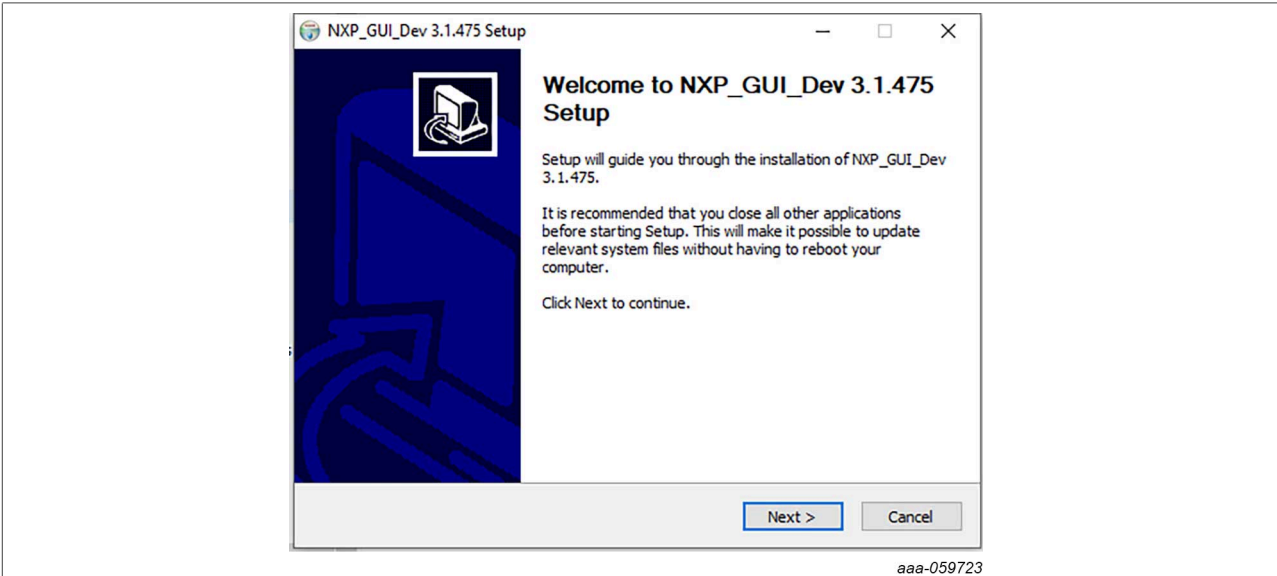 NXP_GUI_Dev 3.1.475 Setup
Welcome to NXP_GUI_Dev 3.1.475
Setup
Setup will guide you through the installation of NXP_GUI_Dev
3.1.475.
It is recommended that you close all other applications
before starting Setup. This will make it possible to update
relevant system files without having to reboot your
computer.
Click Next to continue.
Next >
Cancel
aaa-059723